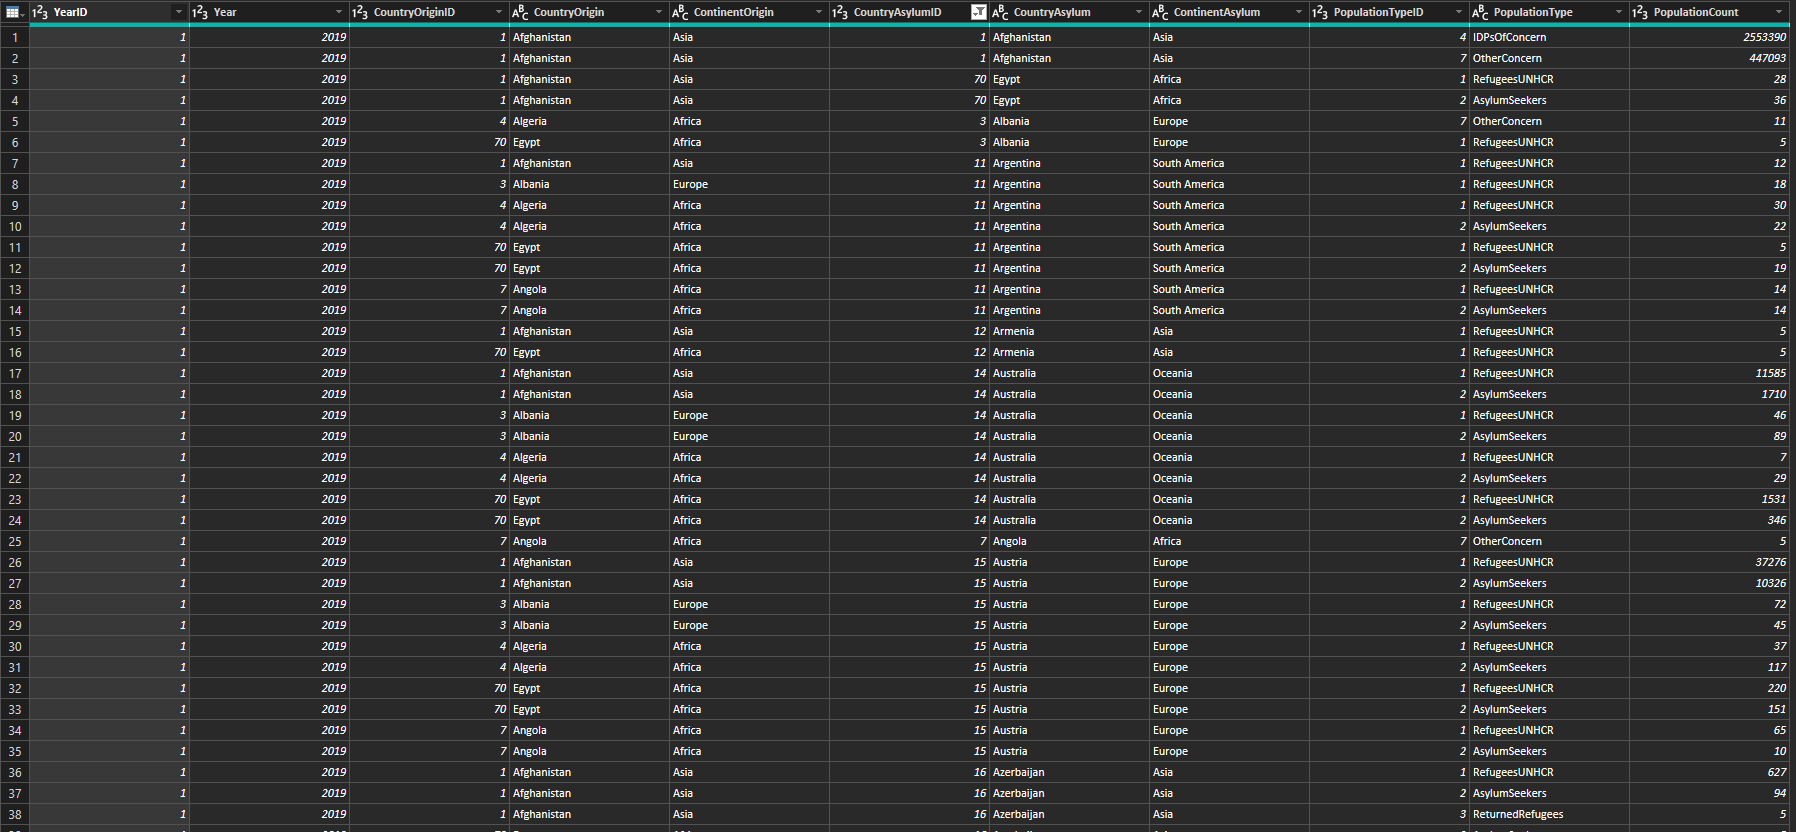 123 YearID 123 Year 123 CountryOriginID ABC CountryOrigin ABC ContinentOrigin 123 CountryAsylumID ABC CountryAsylum ABC ContinentAsylum 123 PopulationTypeID ABC PopulationType 123 PopulationCount
1 1 2019 1 Afghanistan Asia 1 Afghanistan Asia 4 IDPsOfConcern 2553390
2 1 2019 1 Afghanistan Asia 1 Afghanistan Asia 7 OtherConcern 447093
3 1 2019 1 Afghanistan Asia 70 Egypt Africa 1 RefugeesUNHCR 28
4 1 2019 1 Afghanistan Asia 70 Egypt Africa 2 AsylumSeekers 36
5 1 2019 4 Algeria Africa 3 Albania Europe 7 OtherConcern 11
6 1 2019 70 Egypt Africa 3 Albania Europe 1 RefugeesUNHCR 5
7 1 2019 1 Afghanistan Asia 11 Argentina South America 1 RefugeesUNHCR 12
8 1 2019 3 Albania Europe 11 Argentina South America 1 RefugeesUNHCR 18
9 1 2019 4 Algeria Africa 11 Argentina South America 1 RefugeesUNHCR 30
10 1 2019 4 Algeria Africa 11 Argentina South America 2 AsylumSeekers 22
11 1 2019 70 Egypt Africa 11 Argentina South America 1 RefugeesUNHCR 5
12 1 2019 70 Egypt Africa 11 Argentina South America 2 AsylumSeekers 19
13 1 2019 7 Angola Africa 11 Argentina South America 1 RefugeesUNHCR 14
14 1 2019 7 Angola Africa 11 Argentina South America 2 AsylumSeekers 14
15 1 2019 1 Afghanistan Asia 12 Armenia Asia 1 RefugeesUNHCR 5
16 1 2019 70 Egypt Africa 12 Armenia Asia 1 RefugeesUNHCR 5
17 1 2019 1 Afghanistan Asia 14 Australia Oceania 1 RefugeesUNHCR 11585
18 1 2019 1 Afghanistan Asia 14 Australia Oceania 2 AsylumSeekers 1710
19 1 2019 3 Albania Europe 14 Australia Oceania 1 RefugeesUNHCR 46
20 1 2019 3 Albania Europe 14 Australia Oceania 2 AsylumSeekers 89
21 1 2019 4 Algeria Africa 14 Australia Oceania 1 RefugeesUNHCR 7
22 1 2019 4 Algeria Africa 14 Australia Oceania 2 AsylumSeekers 29
23 1 2019 70 Egypt Africa 14 Australia Oceania 1 RefugeesUNHCR 1531
24 1 2019 70 Egypt Africa 14 Australia Oceania 2 AsylumSeekers 346
25 1 2019 7 Angola Africa 7 Angola Africa 7 OtherConcern 5
26 1 2019 1 Afghanistan Asia 15 Austria Europe 1 RefugeesUNHCR 37276
27 1 2019 1 Afghanistan Asia 15 Austria Europe 2 AsylumSeekers 10326
28 1 2019 3 Albania Europe 15 Austria Europe 1 RefugeesUNHCR 72
29 1 2019 3 Albania Europe 15 Austria Europe 2 AsylumSeekers 45
30 1 2019 4 Algeria Africa 15 Austria Europe 1 RefugeesUNHCR 37
31 1 2019 4 Algeria Africa 15 Austria Europe 2 AsylumSeekers 117
32 1 2019 70 Egypt Africa 15 Austria Europe 1 RefugeesUNHCR 220
33 1 2019 70 Egypt Africa 15 Austria Europe 2 AsylumSeekers 151
34 1 2019 7 Angola Africa 15 Austria Europe 1 RefugeesUNHCR 65
35 1 2019 7 Angola Africa 15 Austria Europe 2 AsylumSeekers 10
36 1 2019 1 Afghanistan Asia 16 Azerbaijan Asia 1 RefugeesUNHCR 627
37 1 2019 1 Afghanistan Asia 16 Azerbaijan Asia 2 AsylumSeekers 94
38 1 2019 1 Afghanistan Asia 16 Azerbaijan Asia 3 ReturnedRefugees 5